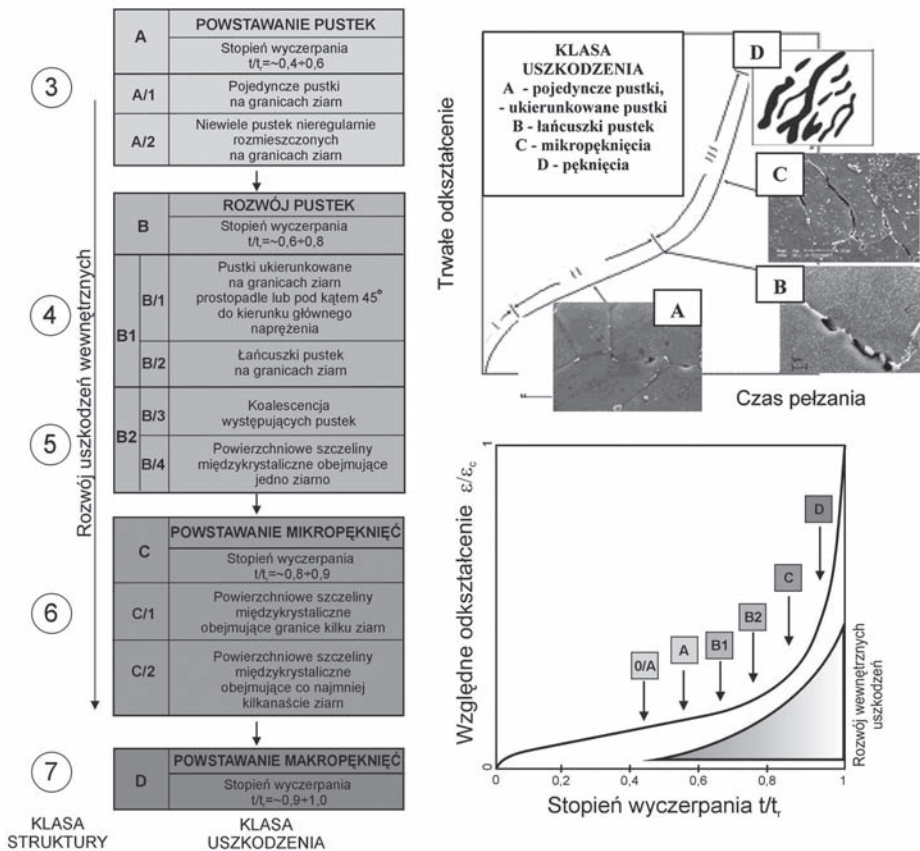 A
POWSTAWANIE PUSTEK
Stopień wyczerpania
t/tr=~0,4÷0,6
3
A/1
Pojedyncze pustki
na granicach ziarn
A/2
Niewiele pustek nieregularnie
rozmieszczonych
na granicach ziarn
B
ROZWÓJ PUSTEK
Stopień wyczerpania
t/tr=~0,6÷0,8
4
B1
B/1
Pustki ukierunkowane
na granicach ziarn
prostopadle lub pod kątem 45°
do kierunku głównego
naprężenia
B/2
Łańcuszki pustek
na granicach ziarn
5
B2
B/3
Koalescencja
występujących pustek
B/4
Powierzchniowe szczeliny
międzykrystaliczne obejmujące
jedno ziarno
C
POWSTAWANIE MIKROPĘKNIĘĆ
Stopień wyczerpania
t/tr=~0,8÷0,9
6
C/1
Powierzchniowe szczeliny
międzykrystaliczne
obejmujące granice kilku ziarn
C/2
Powierzchniowe szczeliny
międzykrystaliczne
obejmujące co najmniej
kilkanaście ziarn
7
D
POWSTAWANIE MAKROPĘKNIĘĆ
Stopień wyczerpania
t/tr=~0,9÷1,0
Rozwój uszkodzeń wewnętrznych
KLASA
STRUKTURY
KLASA
USZKODZENIA
KLASA
USZKODZENIA
A - pojedyncze pustki,
- ukierunkowane pustki
B - łańcuszki pustek
C - mikropęknięcia
D - pęknięcia
D
C
B
A
I
II
III
Trwałe odkształcenie
Czas pełzania
Względne odkształcenie ε/εc
1
0
0/A
A
B1
B2
C
D
0
0,2
0,4
0,6
0,8
1
Stopień wyczerpania t/tr
Rozwój wewnętrznych
uszkodzeń